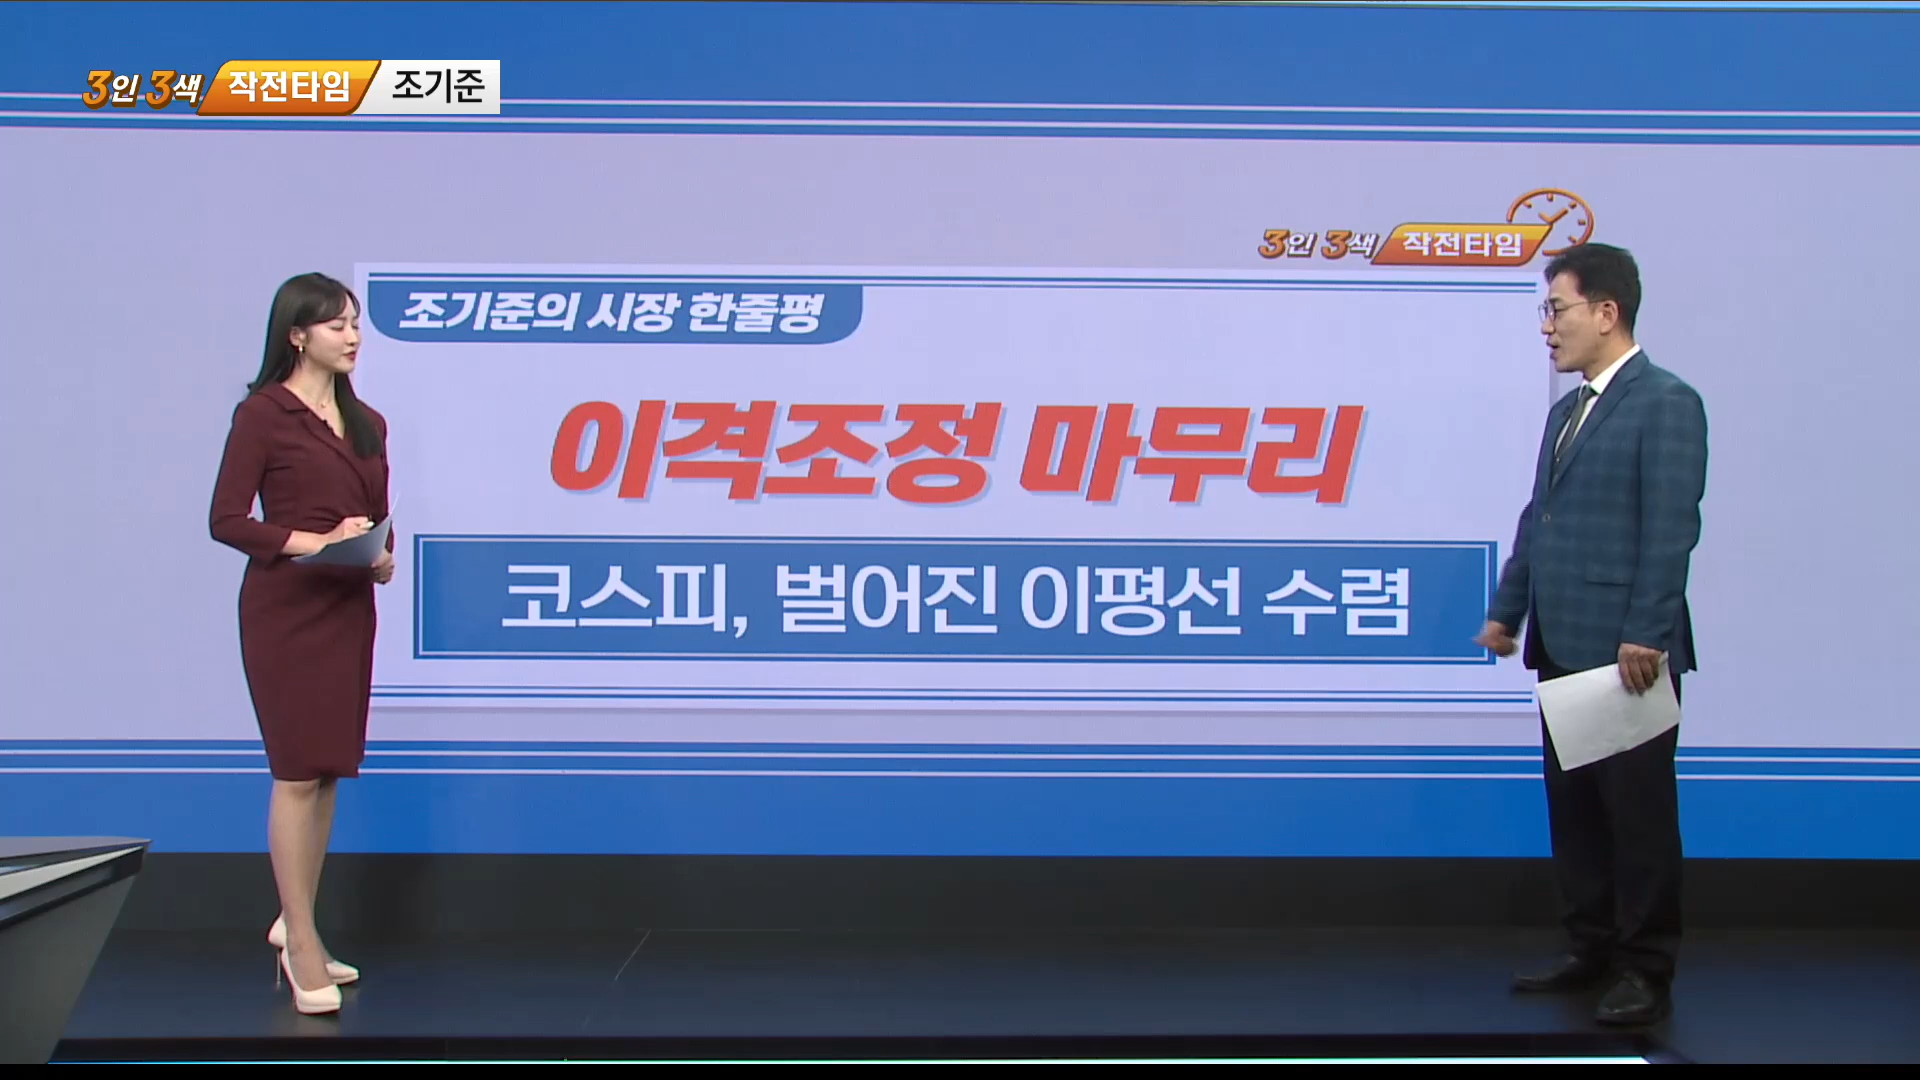 3인 3색 작전타임 조기준
3인 3색 작전타임
조기준의 시장 한줄평
이격조정 마무리
코스피, 벌어진 이평선 수렴